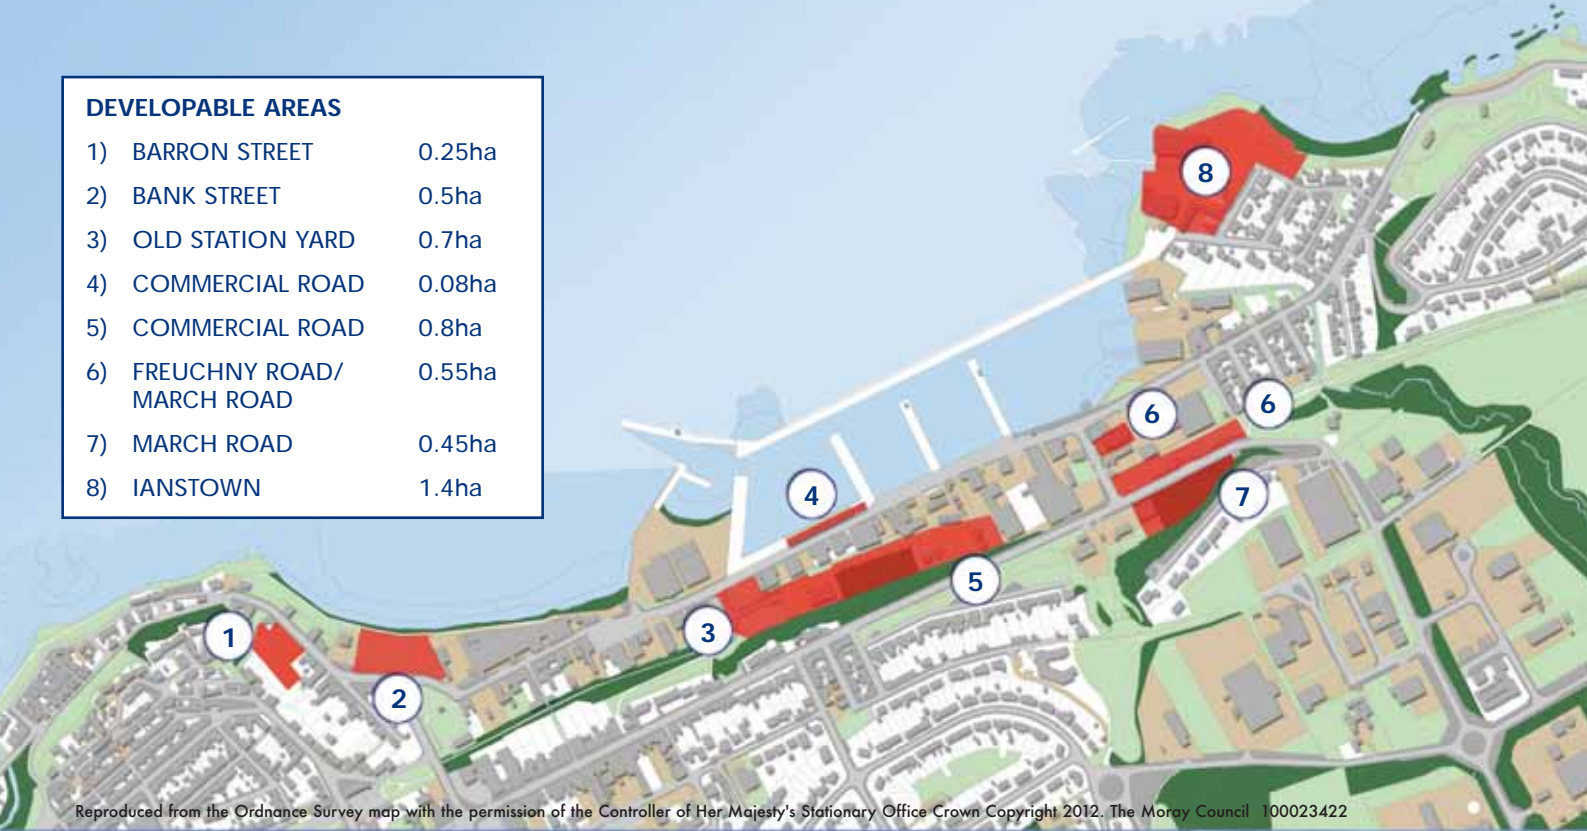 DEVELOPABLE AREAS
1) BARRON STREET 0.25ha
2) BANK STREET 0.5ha
3) OLD STATION YARD 0.7ha
4) COMMERCIAL ROAD 0.08ha
5) COMMERCIAL ROAD 0.8ha
6) FREUCHNY ROAD/ 0.55ha
MARCH ROAD
7) MARCH ROAD 0.45ha
8) IANSTOWN 1.4ha
8
6
6
4
7
5
3
1
2
Reproduced from the Ordnance Survey map with the permission of the Controller of Her Majesty's Stationary Office Crown Copyright 2012. The Moray Council 100023422